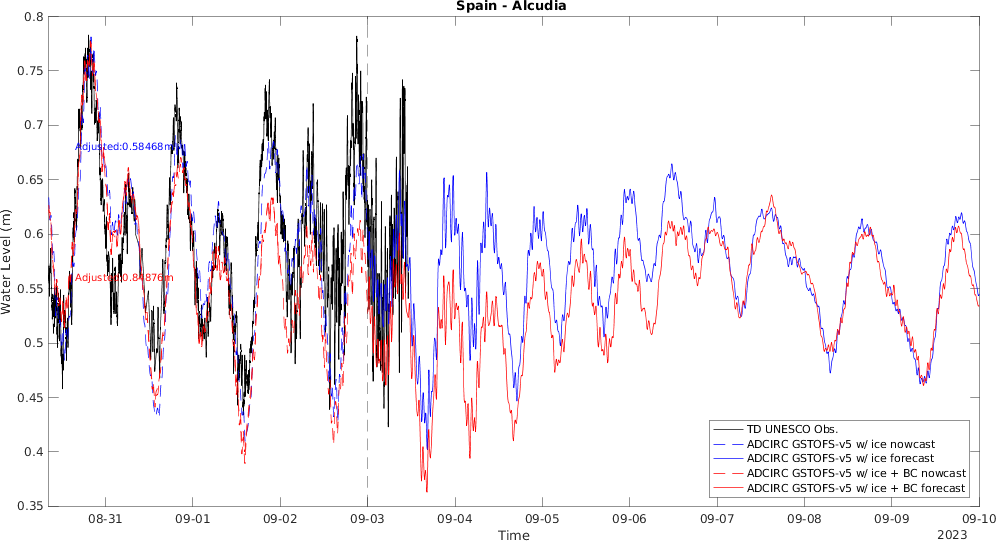 Spain - Alcudia
0.8
0.75
0.7
0.65
0.6
0.55
0.5
0.45
0.4
0.35
Water Level (m)
Adjusted:0.58468m
Adjusted:0.84876m
TD UNESCO Obs.
ADCIRC GSTOFS-v5 w/ ice nowcast
ADCIRC GSTOFS-v5 w/ ice forecast
ADCIRC GSTOFS-v5 w/ ice + BC nowcast
ADCIRC GSTOFS-v5 w/ ice + BC forecast
08-31 09-01 09-02 09-03 09-04 09-05 09-06 09-07 09-08 09-09 09-10
Time
2023